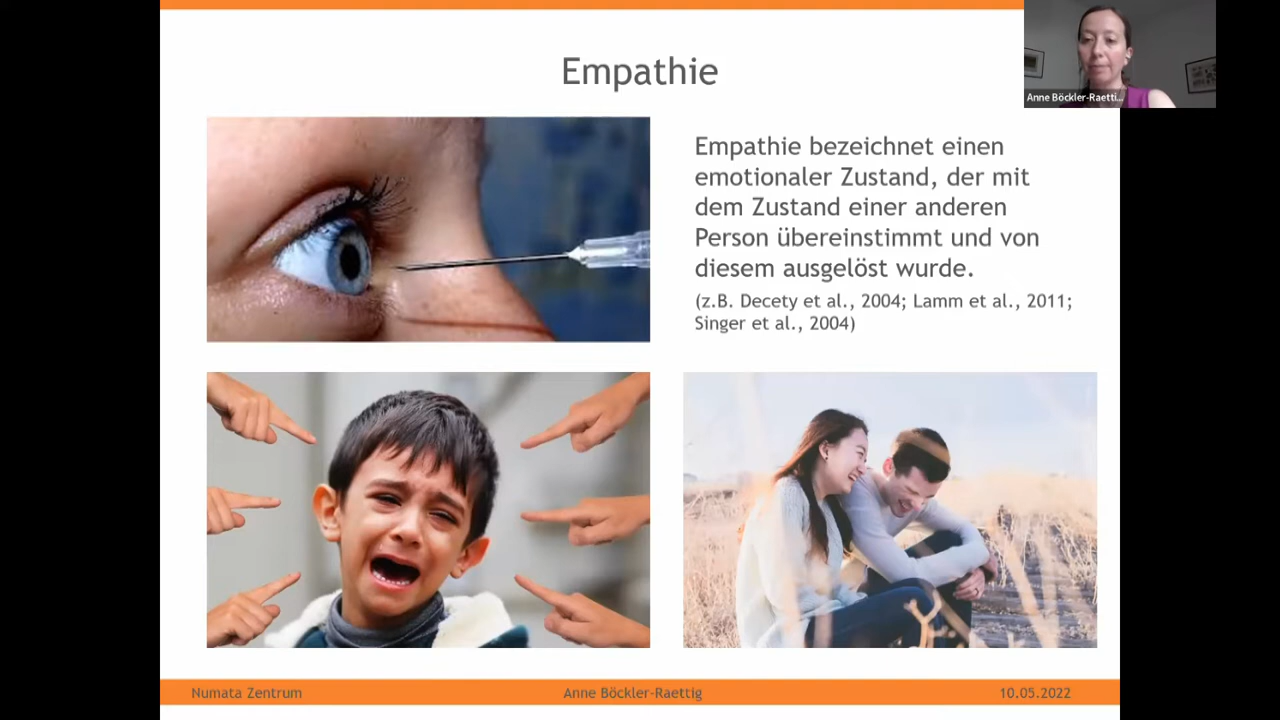 Empathie
Anne Böckler-Raetti...
Empathie bezeichnet einen
emotionaler Zustand, der mit
dem Zustand einer anderen
Person übereinstimmt und von
diesem ausgelöst wurde.
(z.B. Decety et al., 2004; Lamm et al., 2011;
Singer et al., 2004)
Numata Zentrum
Anne Böckler-Raettig
10.05.2022